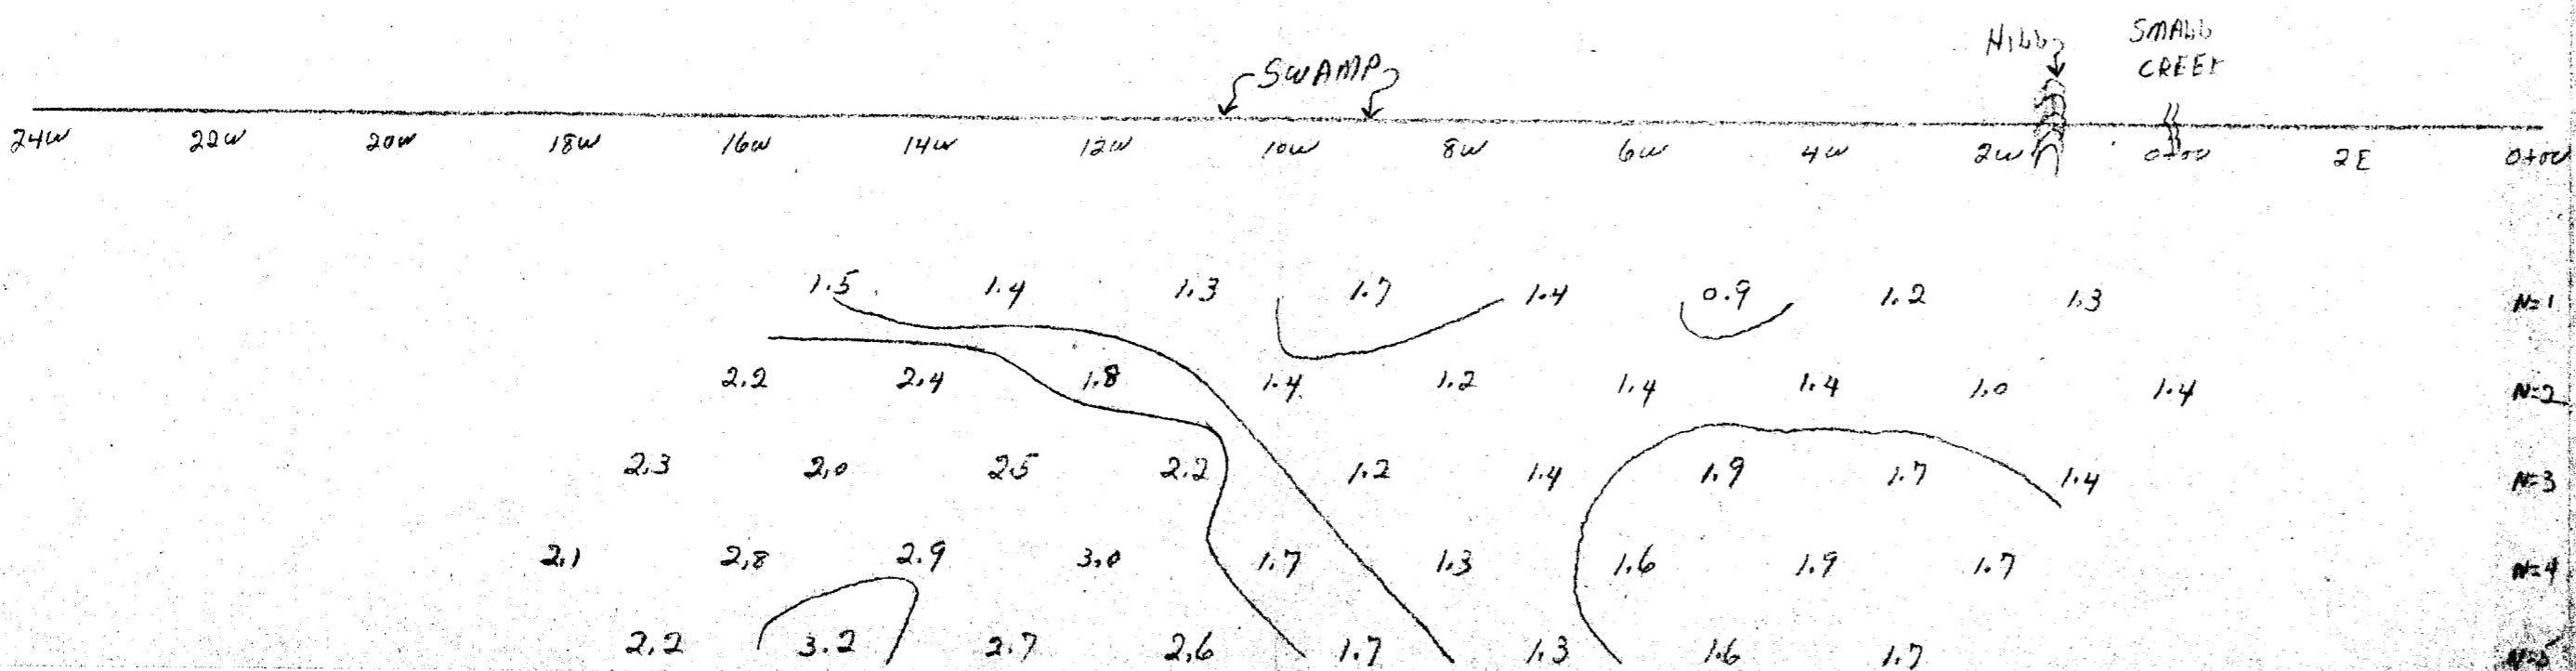 HILL SMALL
SWAMP CREEK
24W 22W 20W 18W 16W 14W 12W 10W 8W 6W 4W 2W 0+00 2E 0+00
1.5 1.4 1.3 1.7 1.4 0.9 1.2 1.3 N=1
2.2 2.4 1.8 1.4 1.2 1.4 1.4 1.0 1.4 N=2
2.3 2.0 2.5 2.2 1.2 1.4 1.9 1.7 1.4 N=3
2.1 2.8 2.9 3.0 1.7 1.3 1.6 1.9 1.7 N=4
2.2 3.2 2.7 2.6 1.7 1.3 1.6 1.7 N=5